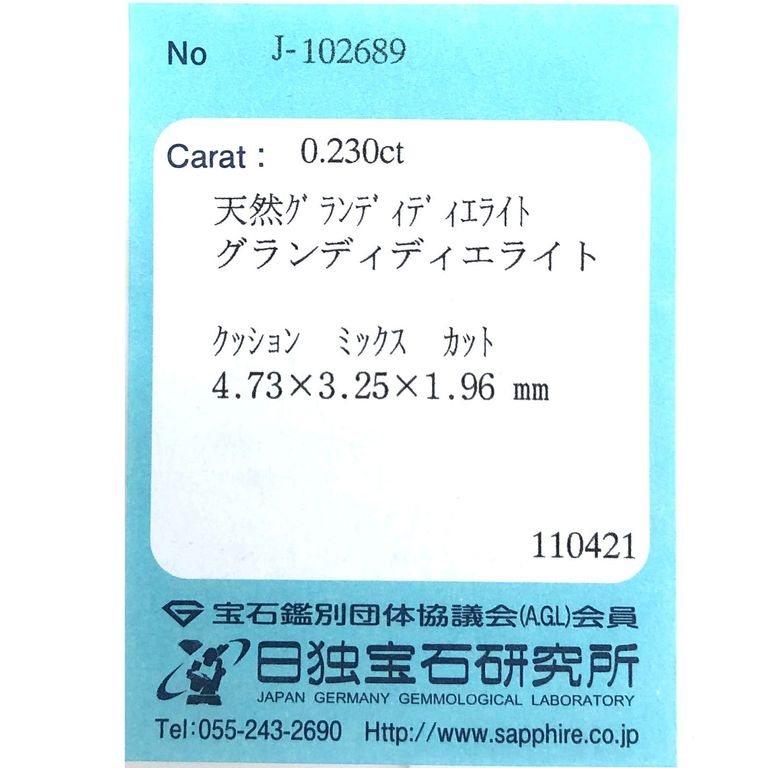 No J-102689
Carat : 0.230ct
天然ｸﾞﾗﾝﾃﾞｨﾃﾞｨｴﾗｲﾄ
グランディディエライト
ｸｯｼｮﾝ ﾐｯｸｽ ｶｯﾄ
4.73×3.25×1.96 mm
110421
宝石鑑別団体協議会(A.G.L)会員
日独宝石研究所
JAPAN GERMANY GEMMOLOGICAL LABORATORY
Tel:055-243-2690 Http://www.sapphire.co.jp